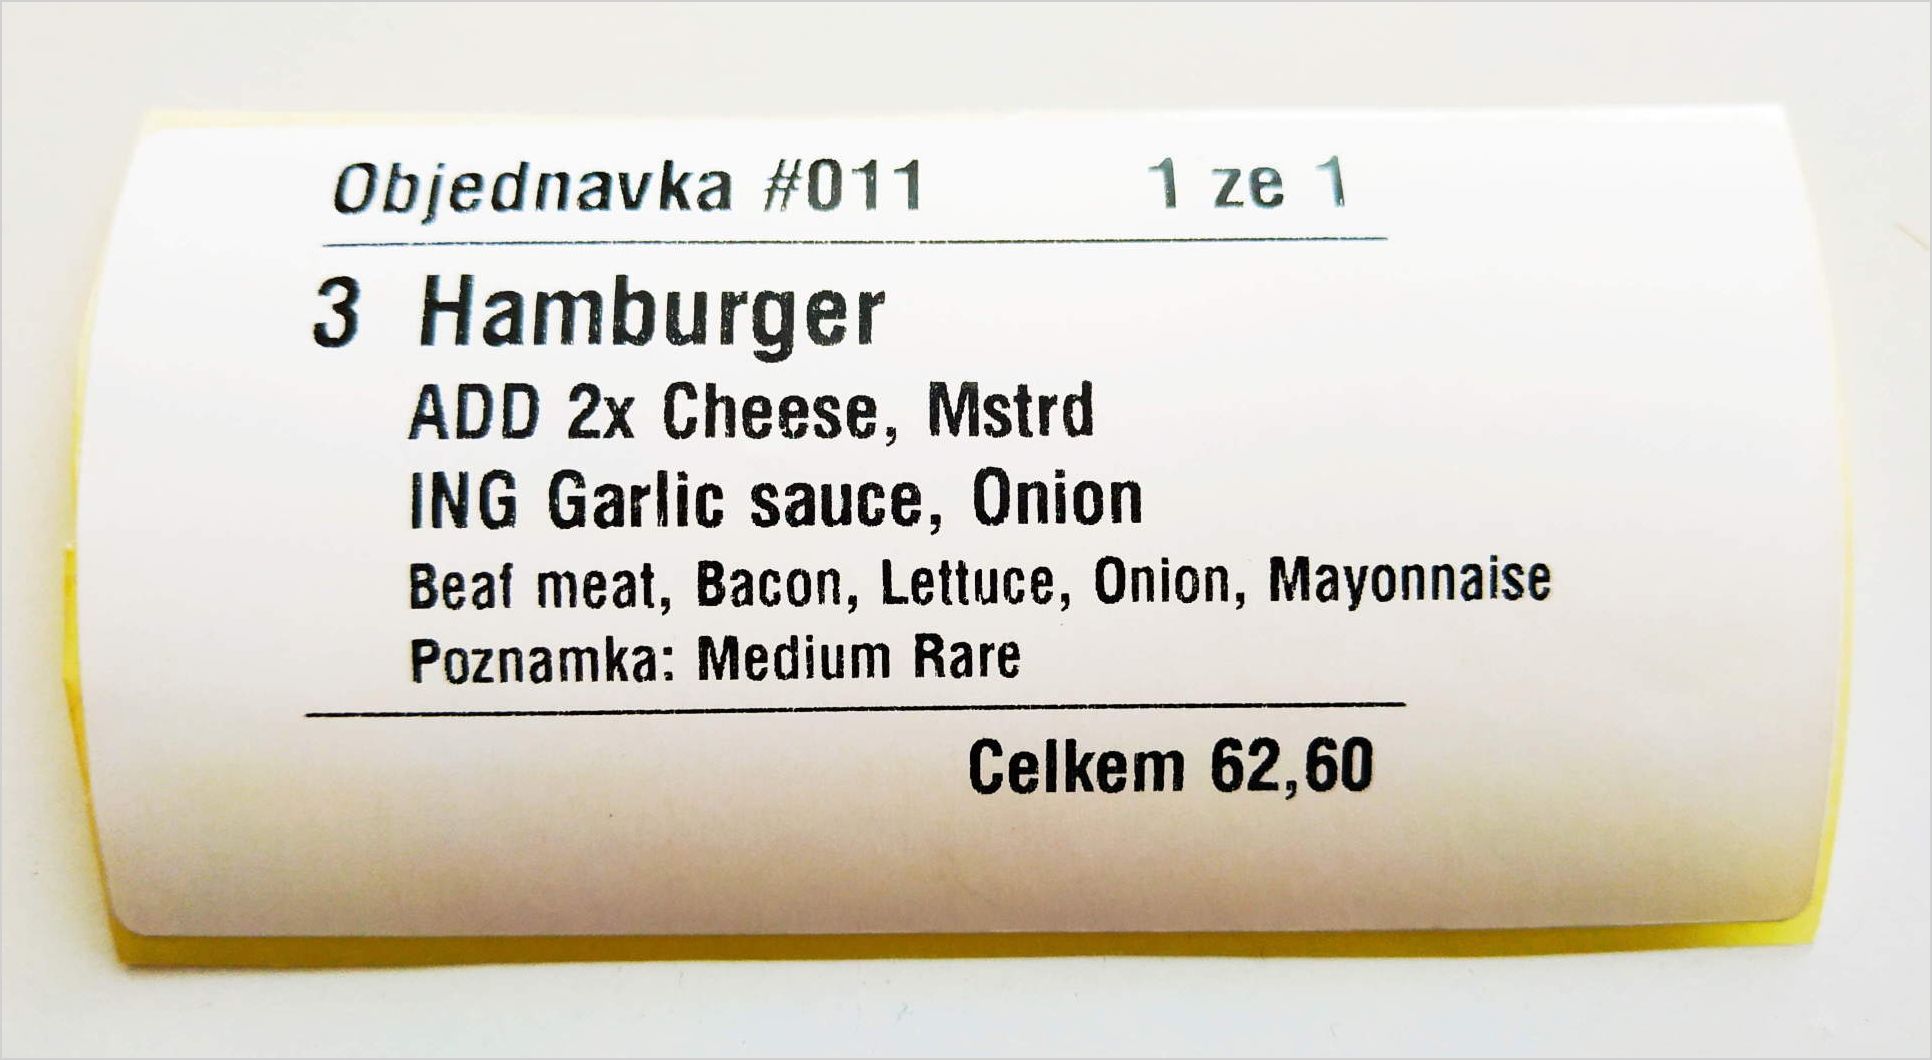 Objednavka #011 1 ze 1
3 Hamburger
ADD 2x Cheese, Mstrd
ING Garlic sauce, Onion
Beaf meat, Bacon, Lettuce, Onion, Mayonnaise
Poznamka: Medium Rare
Celkem 62,60